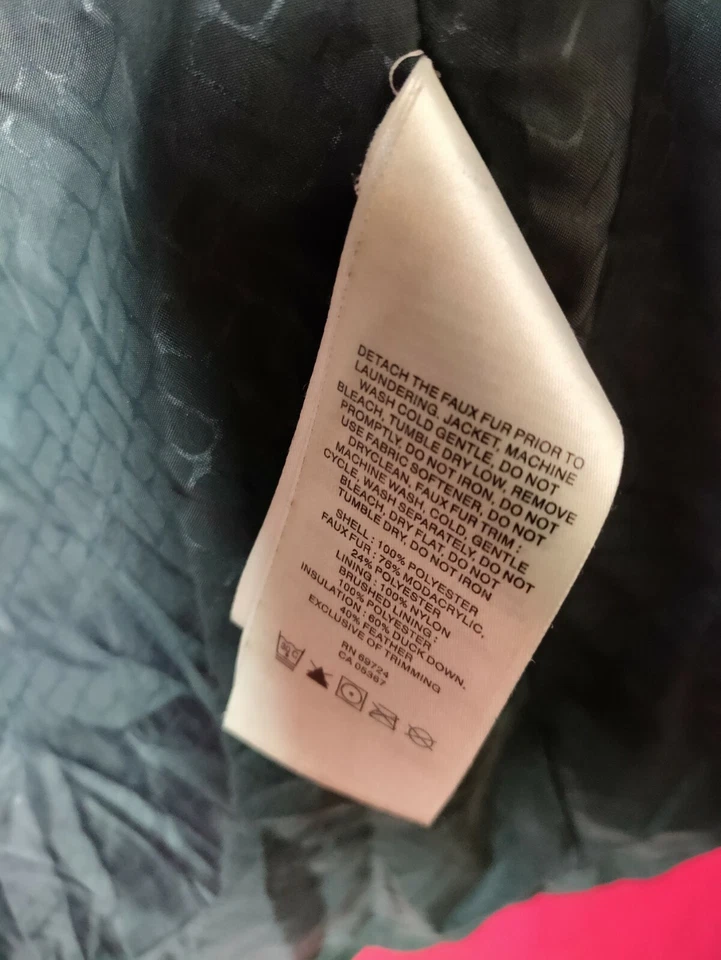 DETACH THE FAUX FUR PRIOR TO
LAUNDERING, JACKET, MACHINE
WASH COLD GENTLE, DO NOT
BLEACH, TUMBLE DRY LOW, REMOVE
PROMPTLY, DO NOT IRON, DO NOT
USE FABRIC SOFTENER, DO NOT
DRYCLEAN, FAUX FUR TRIM :
MACHINE WASH, COLD, GENTLE
CYCLE, WASH SEPARATELY, DO NOT
BLEACH, DRY FLAT, DO NOT
TUMBLE DRY, DO NOT IRON
SHELL : 100% POLYESTER
FAUX FUR : 76% MODACRYLIC,
24% POLYESTER
LINING : 100% NYLON
BRUSHED LINING :
100% POLYESTER
INSULATION : 60% DUCK DOWN,
40% FEATHER
EXCLUSIVE OF TRIMMING
RN 69724
CA 05367